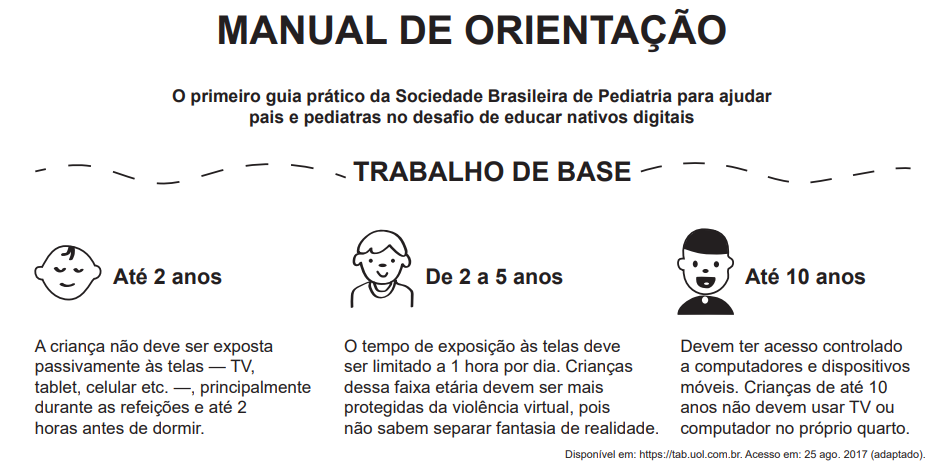 MANUAL DE ORIENTAÇÃO
O primeiro guia prático da Sociedade Brasileira de Pediatria para ajudar
pais e pediatras no desafio de educar nativos digitais
TRABALHO DE BASE
Até 2 anos
A criança não deve ser exposta
passivamente às telas — TV,
tablet, celular etc. —, principalmente
durante as refeições e até 2
horas antes de dormir.
De 2 a 5 anos
O tempo de exposição às telas deve
ser limitado a 1 hora por dia. Crianças
dessa faixa etária devem ser mais
protegidas da violência virtual, pois
não sabem separar fantasia de realidade.
Até 10 anos
Devem ter acesso controlado
a computadores e dispositivos
móveis. Crianças de até 10
anos não devem usar TV ou
computador no próprio quarto.
Disponível em: https://tab.uol.com.br. Acesso em: 25 ago. 2017 (adaptado).